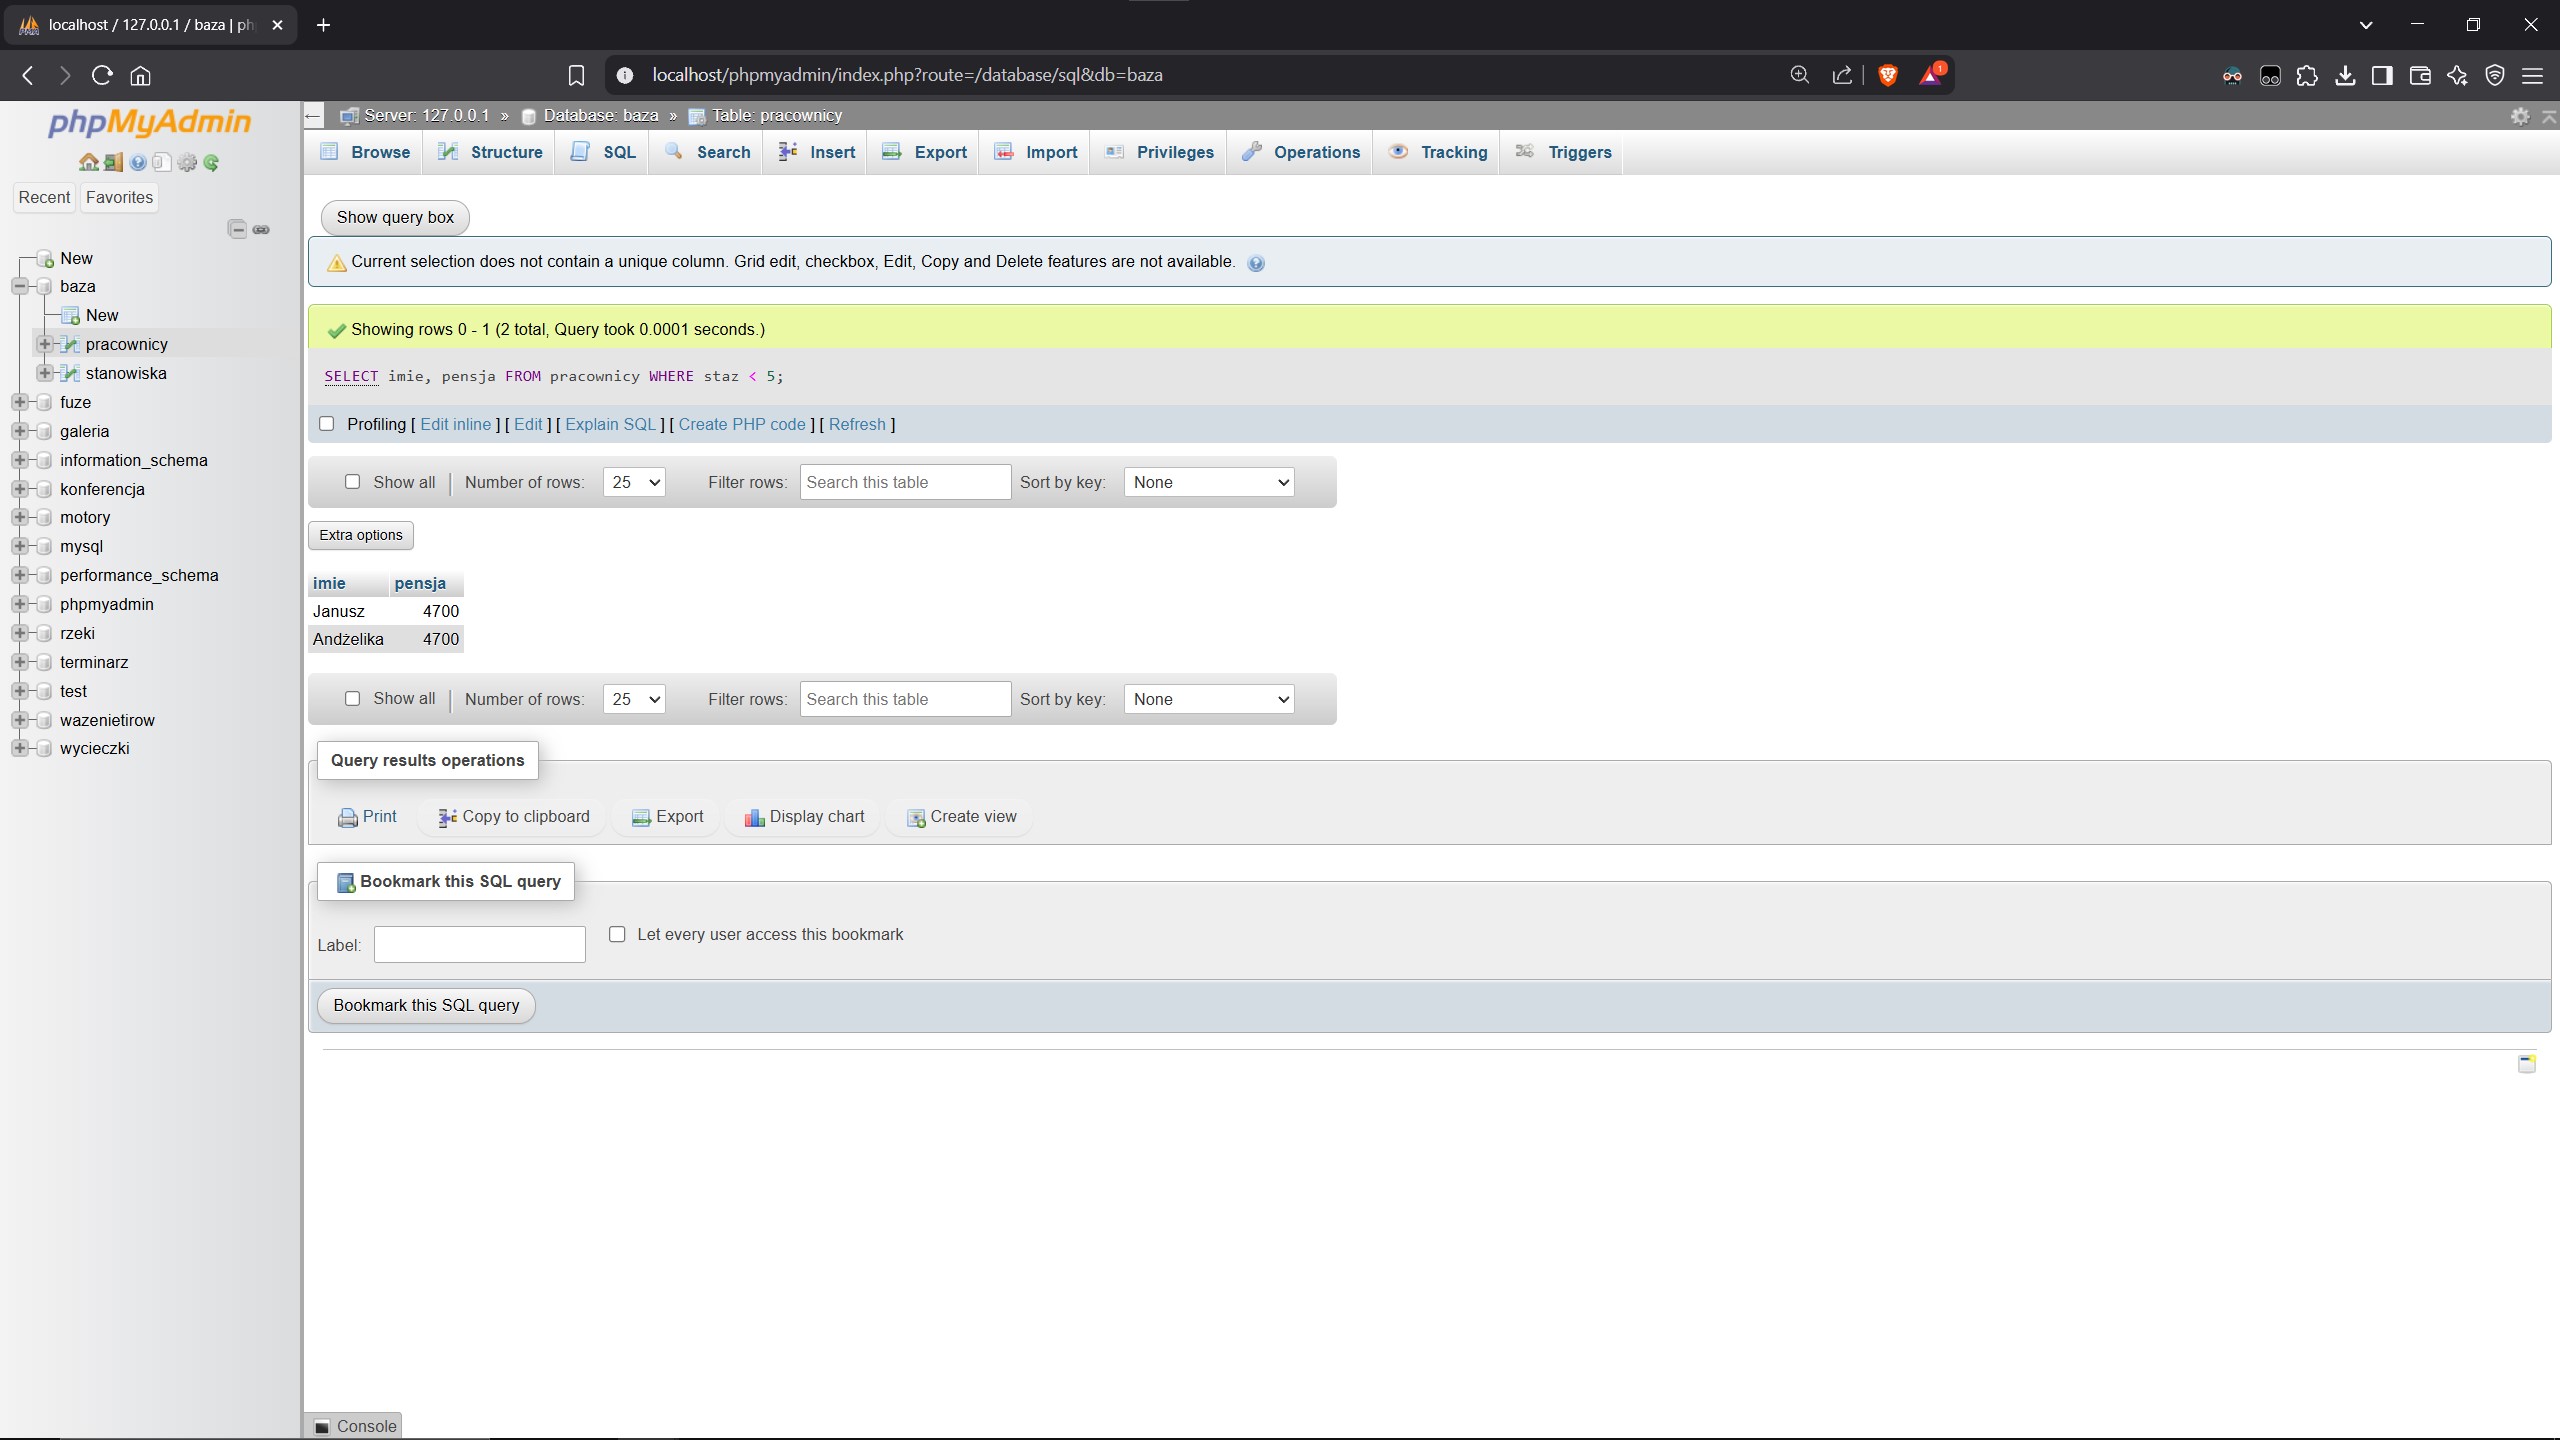 localhost / 127.0.0.1 / baza | ph
localhost/phpmyadmin/index.php?route=/database/sql&db=baza
1
phpMyAdmin
Recent Favorites
New
baza
New
pracownicy
stanowiska
fuze
galeria
information_schema
konferencja
motory
mysql
performance_schema
phpmyadmin
rzeki
terminarz
test
wazenietirow
wycieczki
Server: 127.0.0.1 » Database: baza » Table: pracownicy
Browse Structure SQL Search Insert Export Import Privileges Operations Tracking Triggers
Show query box
Current selection does not contain a unique column. Grid edit, checkbox, Edit, Copy and Delete features are not available.
Showing rows 0 - 1 (2 total, Query took 0.0001 seconds.)
SELECT imie, pensja FROM pracownicy WHERE staz < 5;
Profiling [ Edit inline ] [ Edit ] [ Explain SQL ] [ Create PHP code ] [ Refresh ]
Show all | Number of rows: 25 Filter rows: Search this table Sort by key: None
Extra options
imie pensja
Janusz 4700
Andżelika 4700
Show all | Number of rows: 25 Filter rows: Search this table Sort by key: None
Query results operations
Print Copy to clipboard Export Display chart Create view
Bookmark this SQL query
Label: Let every user access this bookmark
Bookmark this SQL query
Console